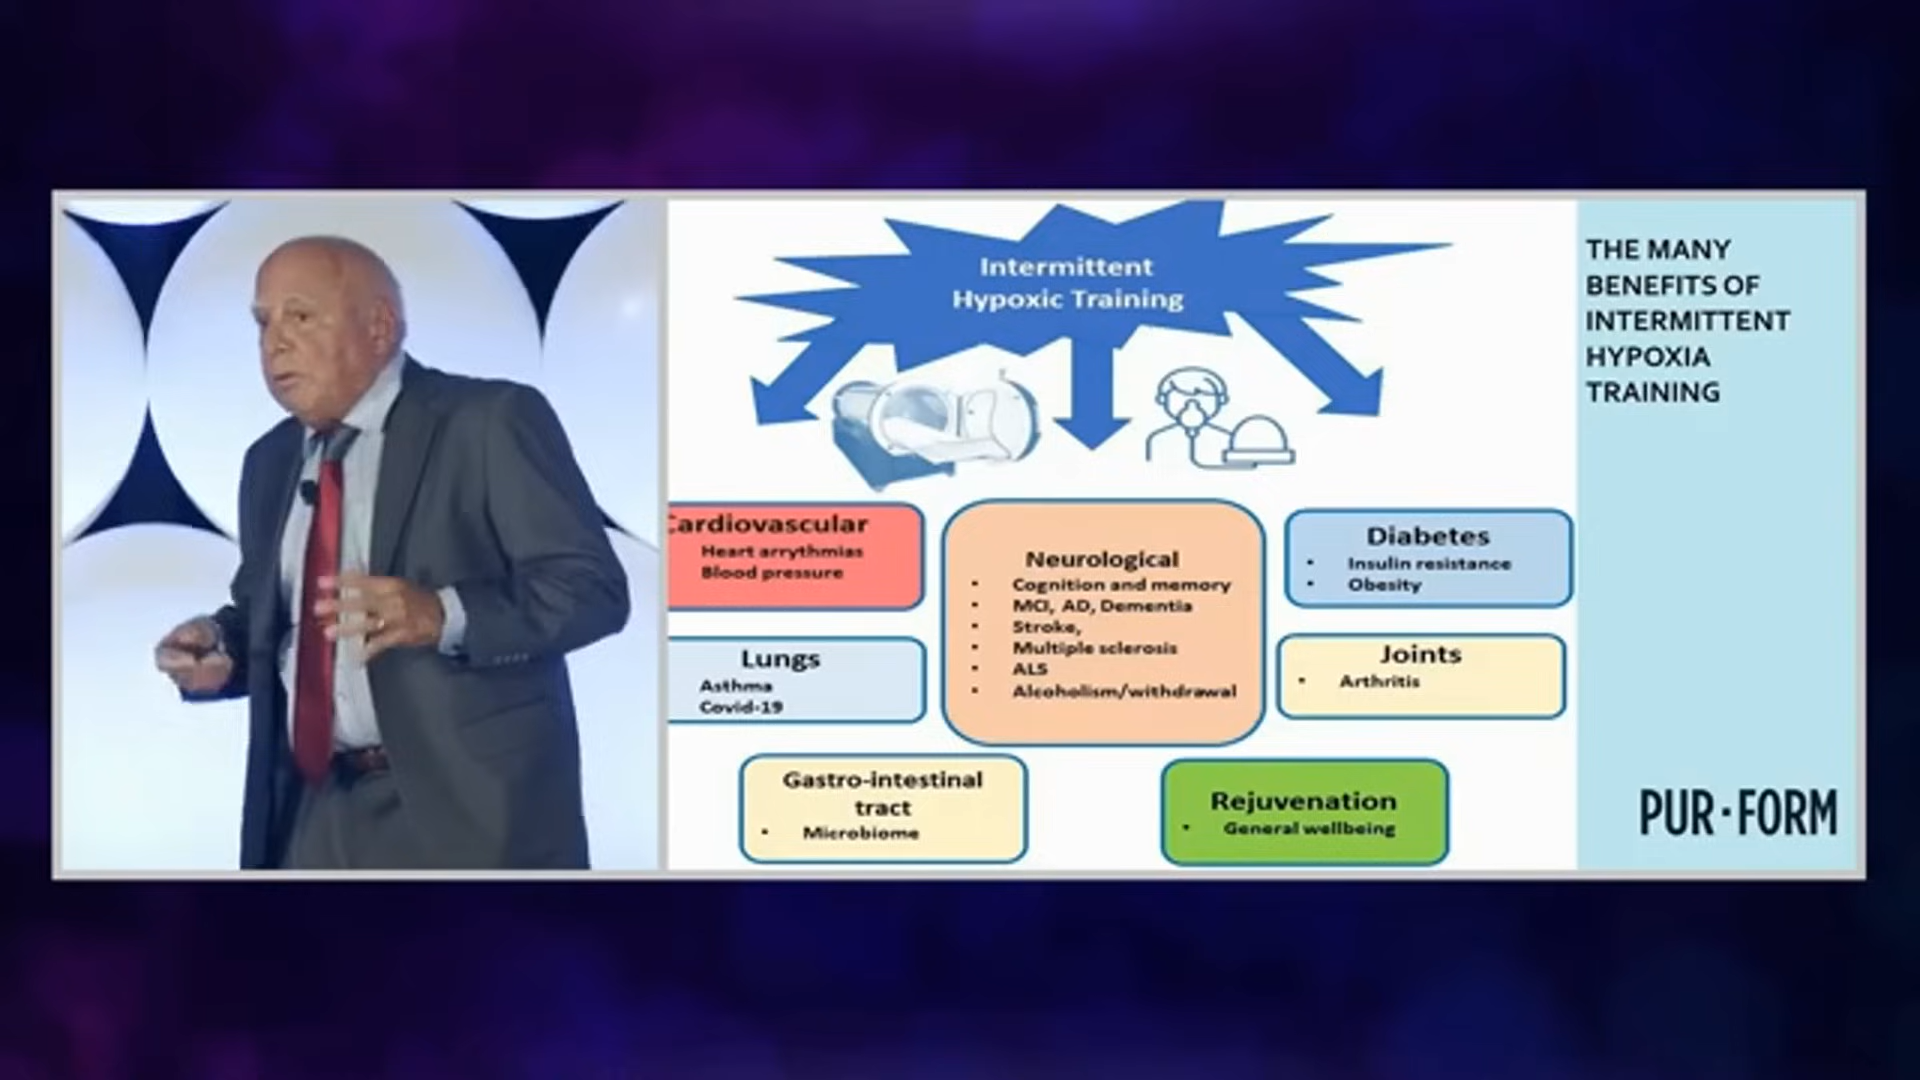 Intermittent
Hypoxic Training
THE MANY
BENEFITS OF
INTERMITTENT
HYPOXIA
TRAINING
Cardiovascular
Heart arrythmias
Blood pressure
Neurological
• Cognition and memory
• MCI, AD, Dementia
• Stroke,
• Multiple sclerosis
• ALS
• Alcoholism/withdrawal
Diabetes
• Insulin resistance
• Obesity
Lungs
Asthma
Covid-19
Joints
• Arthritis
Gastro-intestinal
tract
• Microbiome
Rejuvenation
• General wellbeing
PUR·FORM